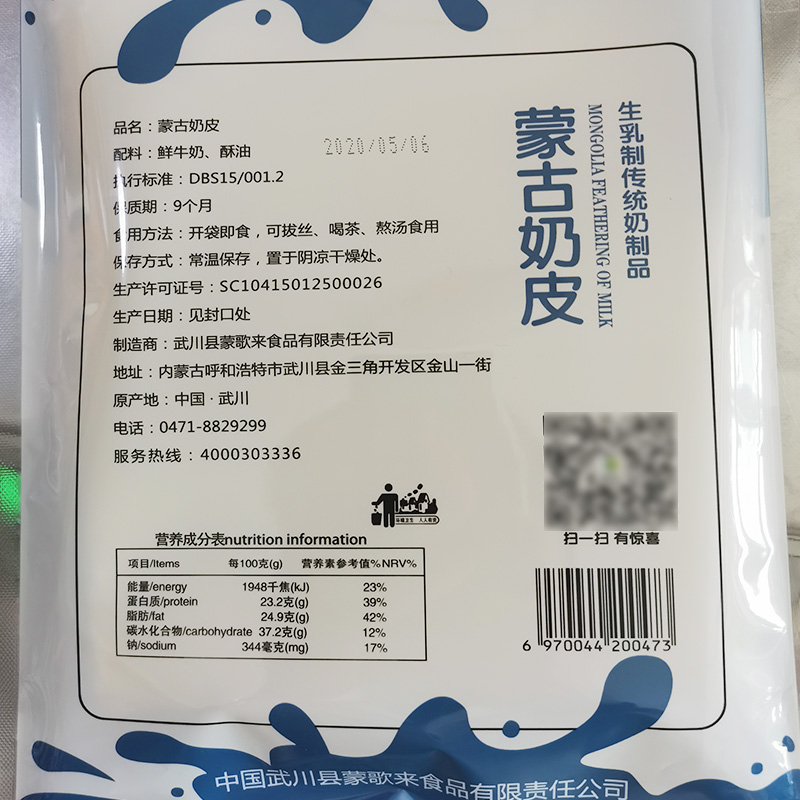 品名：蒙古奶皮
配料：鲜牛奶、酥油
2020/05/06
执行标准：DBS15/001.2
保质期：9个月
食用方法：开袋即食，可拔丝、喝茶、熬汤食用
保存方式：常温保存，置于阴凉干燥处。
生产许可证号：SC10415012500026
生产日期：见封口处
制造商：武川县蒙歌来食品有限责任公司
地址：内蒙古呼和浩特市武川县金三角开发区金山一街
原产地：中国·武川
电话：0471-8829299
服务热线：4000303336
生乳制传统奶制品
MONGOLIA FEATHERING OF MILK
蒙古奶皮
环境卫生 人人有责
扫一扫 有惊喜
营养成分表nutrition information
项目/Items 每100克(g) 营养素参考值%NRV%
能量/energy 1948千焦(kJ) 23%
蛋白质/protein 23.2克(g) 39%
脂肪/fat 24.9克(g) 42%
碳水化合物/carbohydrate 37.2克(g) 12%
钠/sodium 344毫克(mg) 17%
6 970044 200473
中国武川县蒙歌来食品有限责任公司